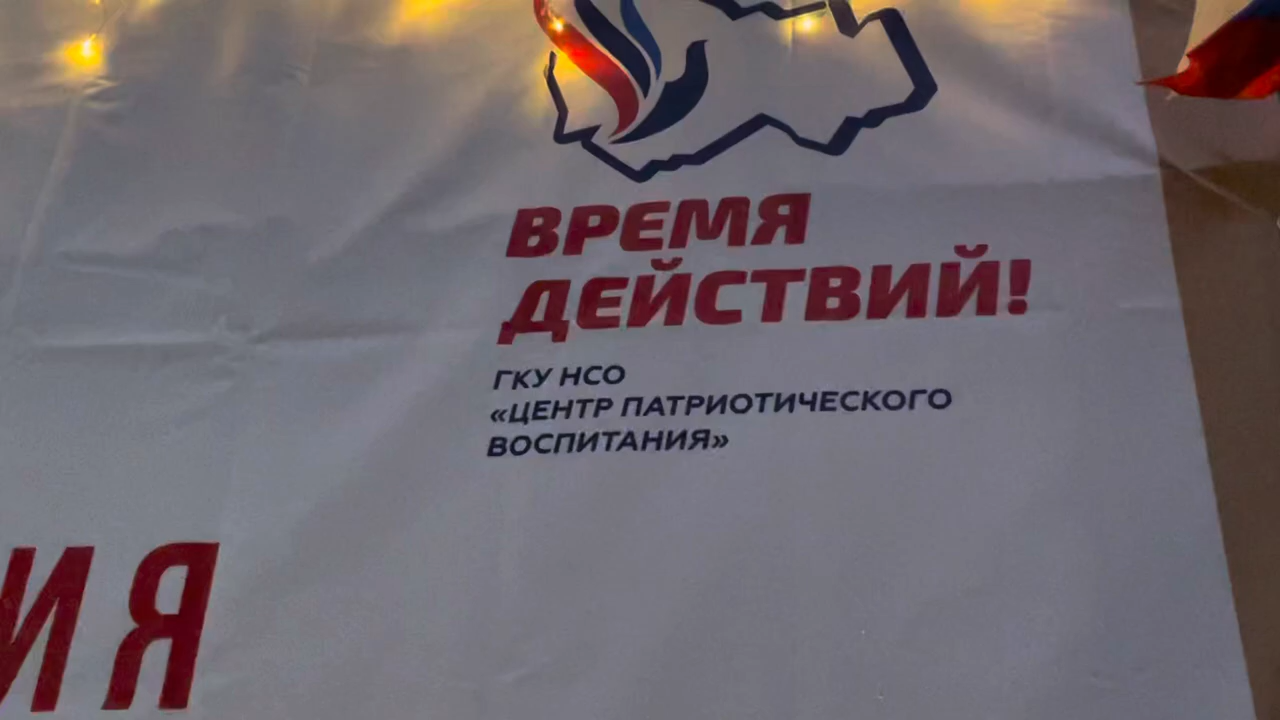 ВРЕМЯ
ДЕЙСТВИЙ!
ГКУ НСО
«ЦЕНТР ПАТРИОТИЧЕСКОГО
ВОСПИТАНИЯ»
ИЯ